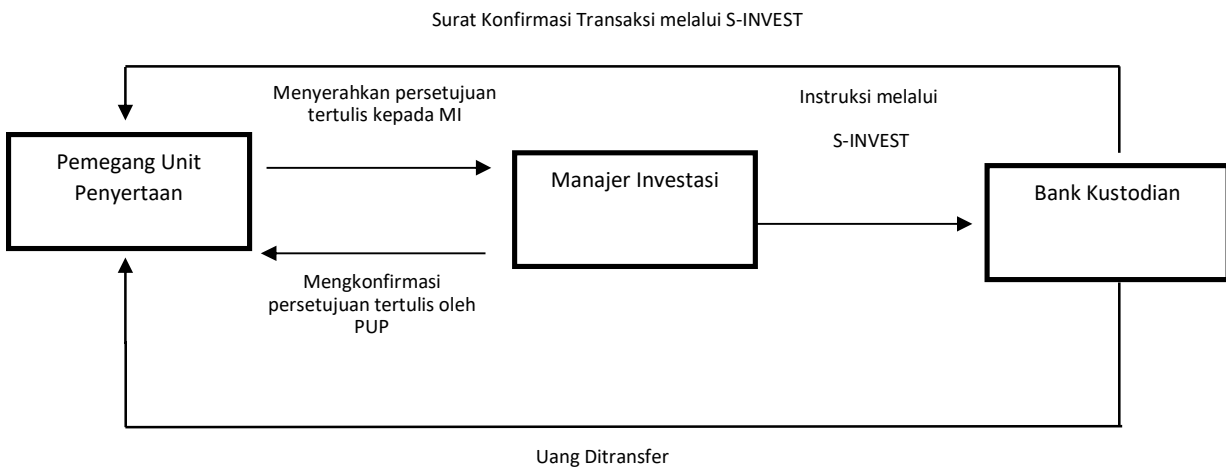 Surat Konfirmasi Transaksi melalui S-INVEST
Menyerahkan persetujuan
tertulis kepada MI
Instruksi melalui
S-INVEST
Pemegang Unit
Penyertaan
Manajer Investasi
Bank Kustodian
Mengkonfirmasi
persetujuan tertulis oleh
PUP
Uang Ditransfer